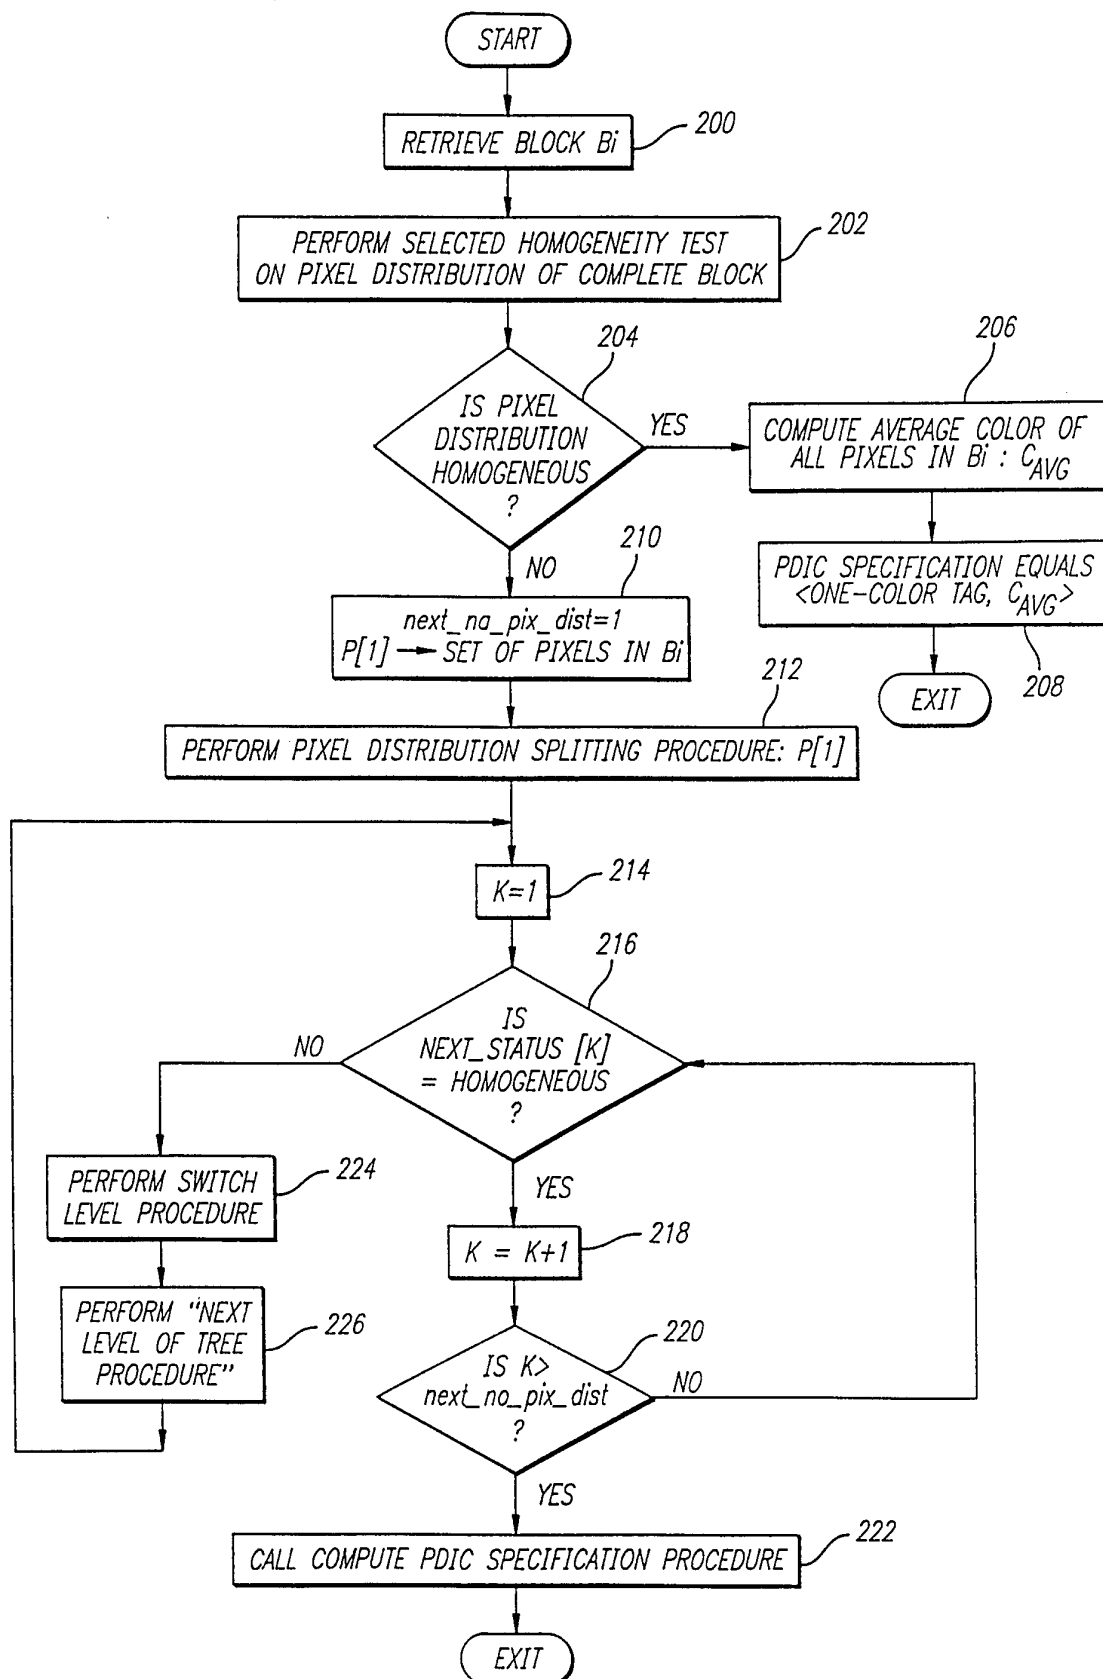 START
RETRIEVE BLOCK Bi
200
PERFORM SELECTED HOMOGENEITY TEST
ON PIXEL DISTRIBUTION OF COMPLETE BLOCK
202
IS PIXEL
DISTRIBUTION
HOMOGENEOUS
?
204
YES
206
COMPUTE AVERAGE COLOR OF
ALL PIXELS IN Bi : CAVG
PDIC SPECIFICATION EQUALS
<ONE-COLOR TAG, CAVG>
208
EXIT
NO
210
next_no_pix_dist=1
P[1] → SET OF PIXELS IN Bi
212
PERFORM PIXEL DISTRIBUTION SPLITTING PROCEDURE: P[1]
K=1
214
216
IS
NEXT_STATUS [K]
= HOMOGENEOUS
?
NO
PERFORM SWITCH
LEVEL PROCEDURE
224
PERFORM "NEXT
LEVEL OF TREE
PROCEDURE"
226
YES
K = K+1
218
220
IS K>
next_no_pix_dist
?
NO
YES
CALL COMPUTE PDIC SPECIFICATION PROCEDURE
222
EXIT